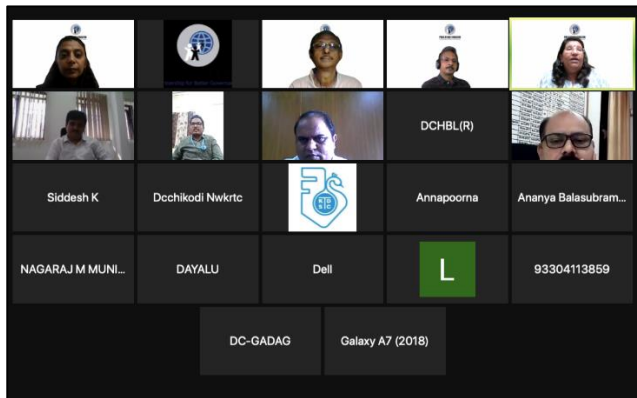 DCHBL(R)
Siddesh K
Dcchikodi Nwkrtc
Annapoorna
Ananya Balasubram...
NAGARAJ M MUNI...
DAYALU
Dell
L
93304113859
DC-GADAG
Galaxy A7 (2018)